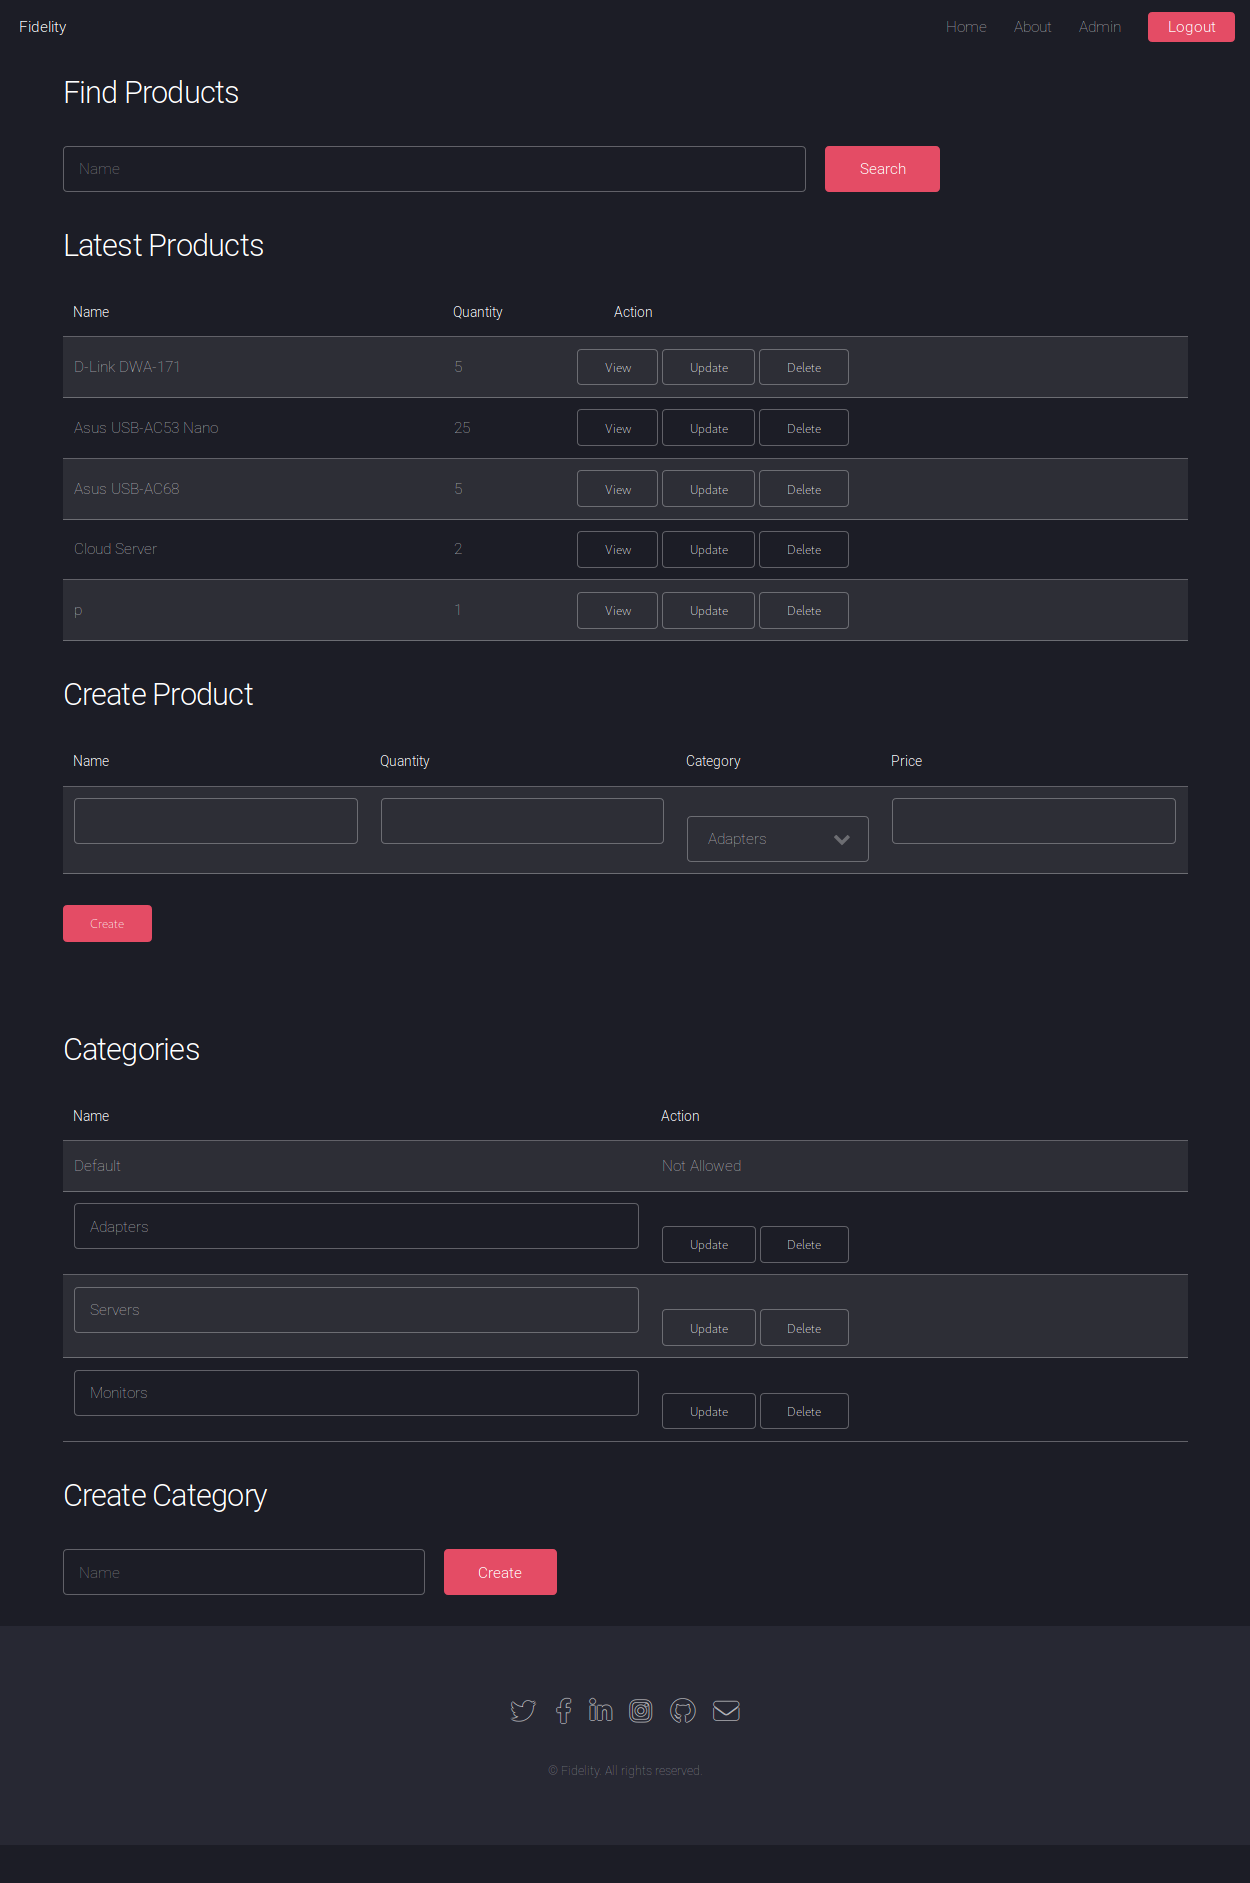 Fidelity Home About Admin Logout
Find Products
Name Search
Latest Products
Name Quantity Action
D-Link DWA-171 5 View Update Delete
Asus USB-AC53 Nano 25 View Update Delete
Asus USB-AC68 5 View Update Delete
Cloud Server 2 View Update Delete
p 1 View Update Delete
Create Product
Name Quantity Category Price
Adapters
Create
Categories
Name Action
Default Not Allowed
Adapters Update Delete
Servers Update Delete
Monitors Update Delete
Create Category
Name Create
© Fidelity. All rights reserved.